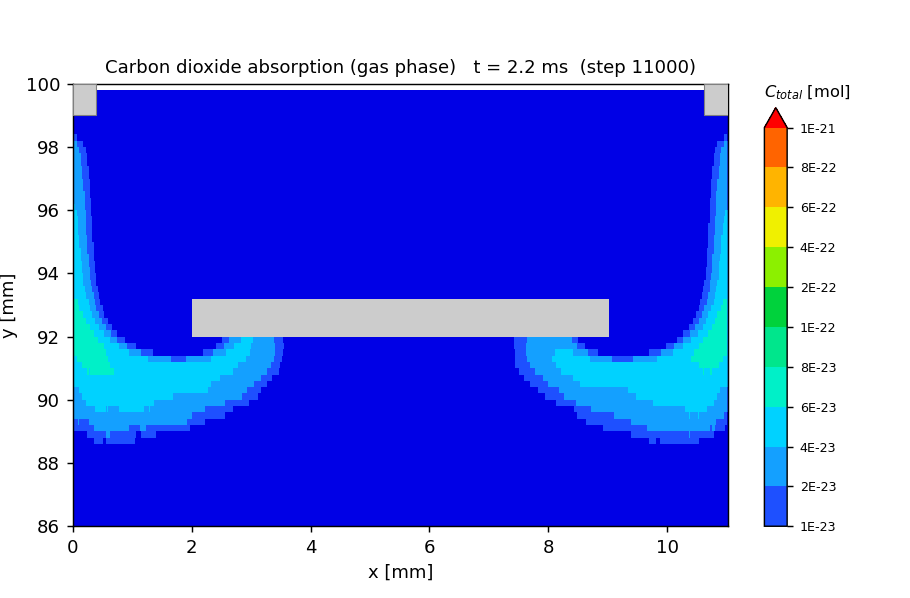 Carbon dioxide absorption (gas phase)   t = 2.2 ms  (step 11000)
C_total [mol]
100
98
96
94
92
90
88
86
y [mm]
0 2 4 6 8 10
x [mm]
1E-21
8E-22
6E-22
4E-22
2E-22
1E-22
8E-23
6E-23
4E-23
2E-23
1E-23